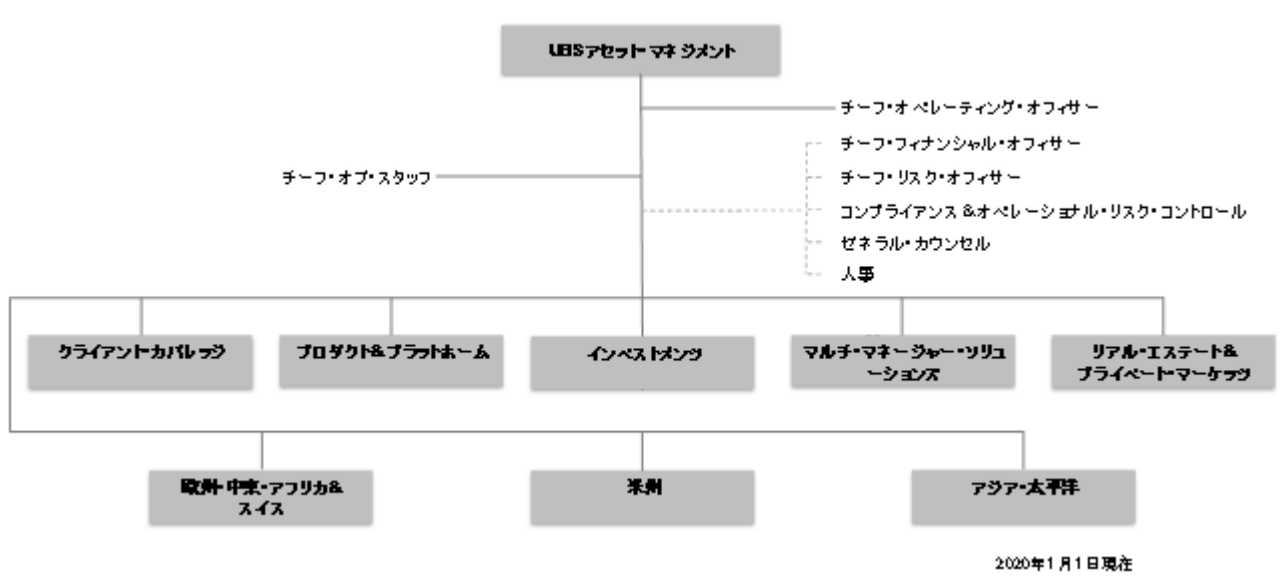 UBSアセット・マネジメント
チーフ・オペレーティング・オフィサー
チーフ・フィナンシャル・オフィサー
チーフ・オブ・スタッフ
チーフ・リスク・オフィサー
コンプライアンス&オペレーショナル・リスク・コントロール
ゼネラル・カウンセル
人事
クライアント・カバレッジ
プロダクト&プラットホーム
インベストメンツ
マルチ・マネージャー・ソリュ
ーションズ
リアル・エステート&
プライベート・マーケッツ
欧州・中東・アフリカ&
スイス
米州
アジア・太平洋
2020年1月1日現在